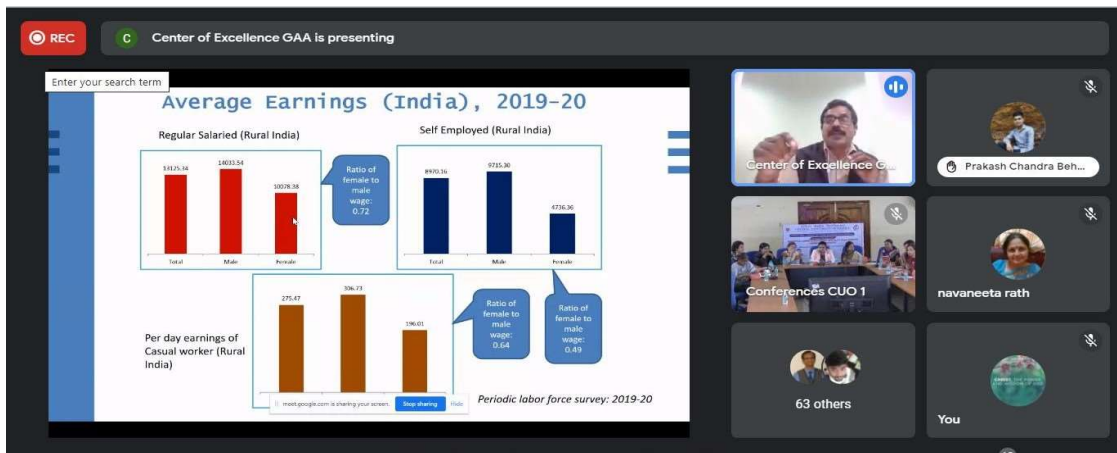 REC
C
Center of Excellence GAA is presenting
Enter your search term
Average Earnings (India), 2019-20
Regular Salaried (Rural India)
13125.34
14033.54
10078.38
Total
Male
Female
Ratio of
female to
male
wage:
0.72
Self Employed (Rural India)
8970.16
9715.30
4736.36
Total
Male
Female
Per day earnings of
Casual worker (Rural
India)
275.47
306.73
196.01
Ratio of
female to
male
wage:
0.64
Ratio of
female to
male
wage:
0.49
meet.google.com is sharing your screen.
Stop sharing
Hide
Periodic labor force survey: 2019-20
Center of Excellence G...
Prakash Chandra Beh...
Conferences CUO 1
navaneeta rath
63 others
You